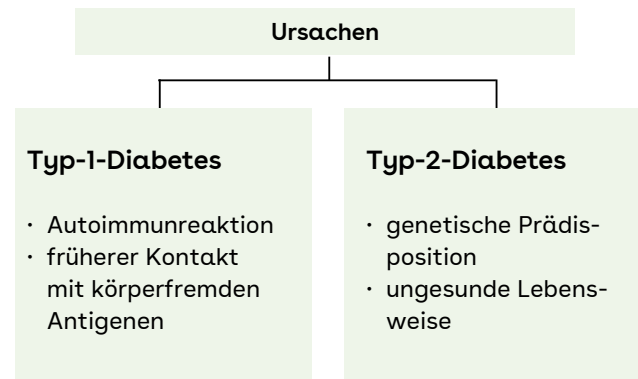 Ursachen
Typ-1-Diabetes
· Autoimmunreaktion
· früherer Kontakt
mit körperfremden
Antigenen
Typ-2-Diabetes
· genetische Prädis-
position
· ungesunde Lebens-
weise